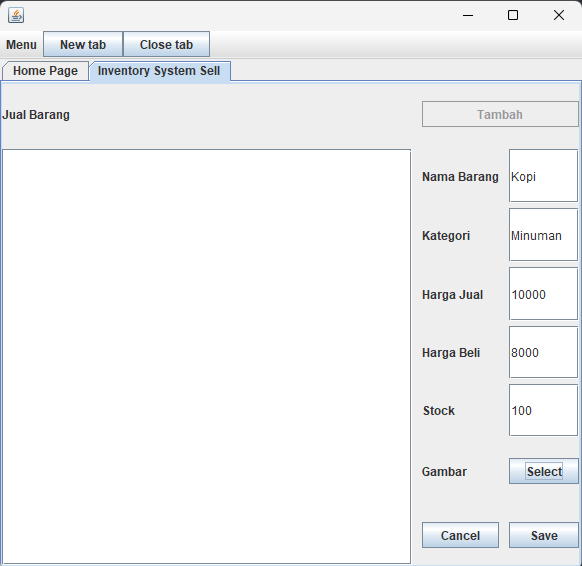 Menu New tab Close tab
Home Page Inventory System Sell
Jual Barang Tambah
Nama Barang Kopi
Kategori Minuman
Harga Jual 10000
Harga Beli 8000
Stock 100
Gambar Select
Cancel Save